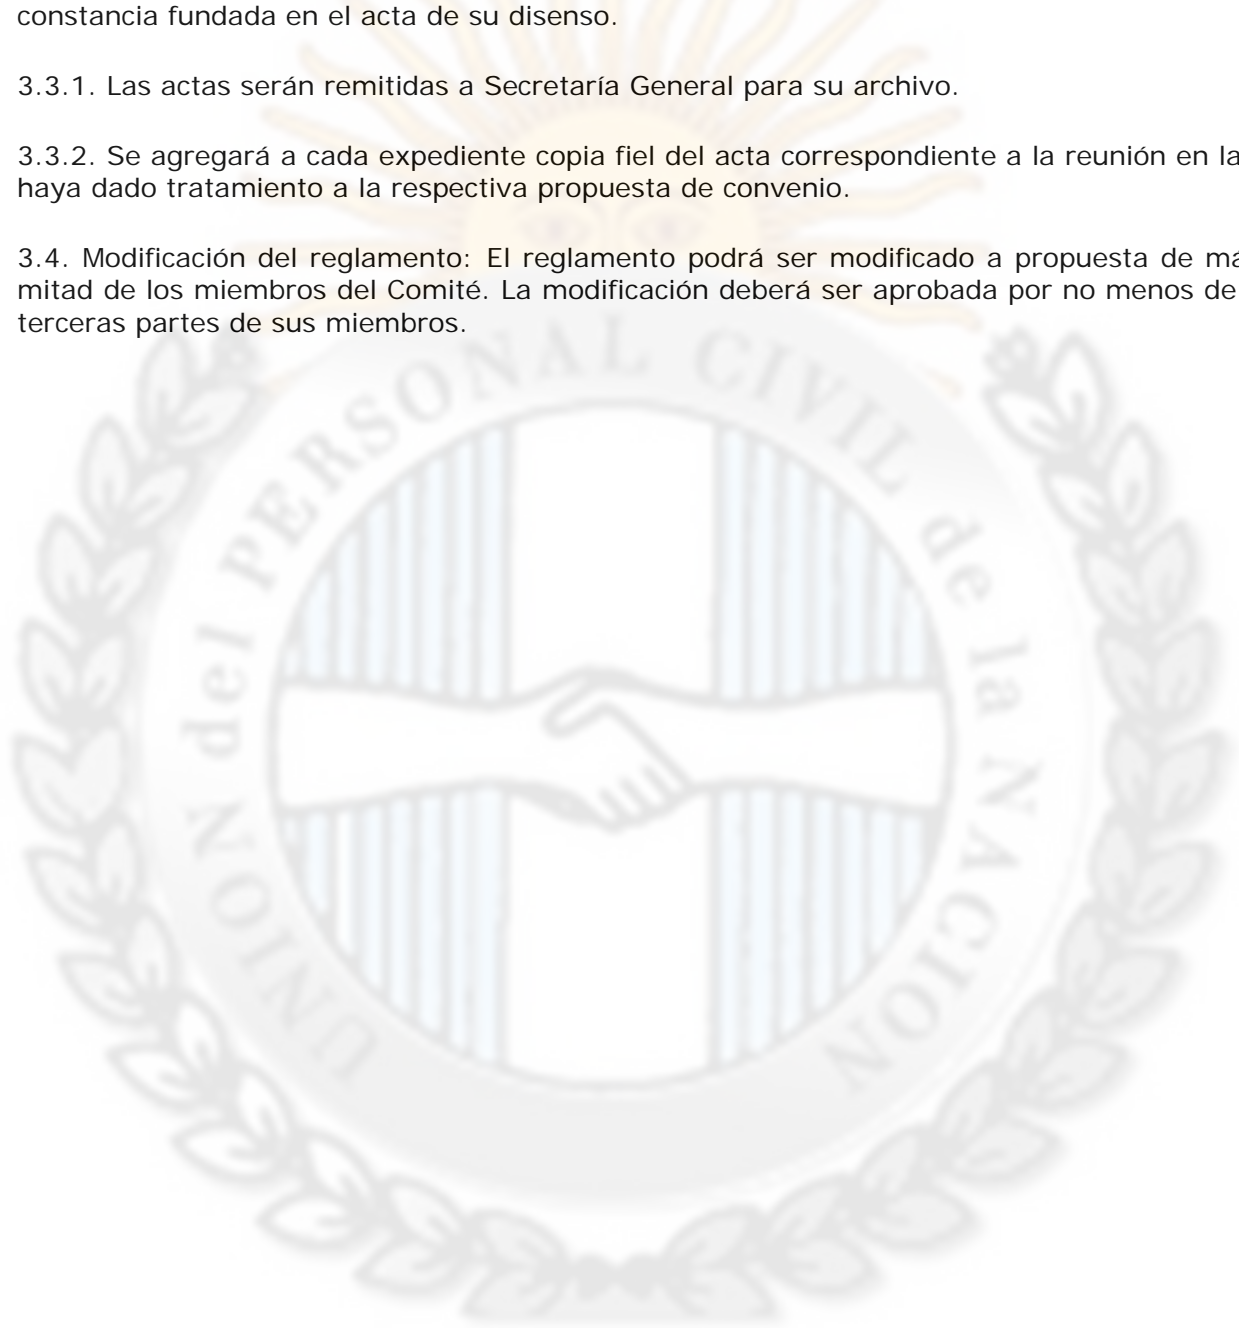 constancia fundada en el acta de su disenso.
3.3.1. Las actas serán remitidas a Secretaría General para su archivo.
3.3.2. Se agregará a cada expediente copia fiel del acta correspondiente a la reunión en la
haya dado tratamiento a la respectiva propuesta de convenio.
3.4. Modificación del reglamento: El reglamento podrá ser modificado a propuesta de má
mitad de los miembros del Comité. La modificación deberá ser aprobada por no menos de
terceras partes de sus miembros.
UNION del PERSONAL CIVIL de la NACION